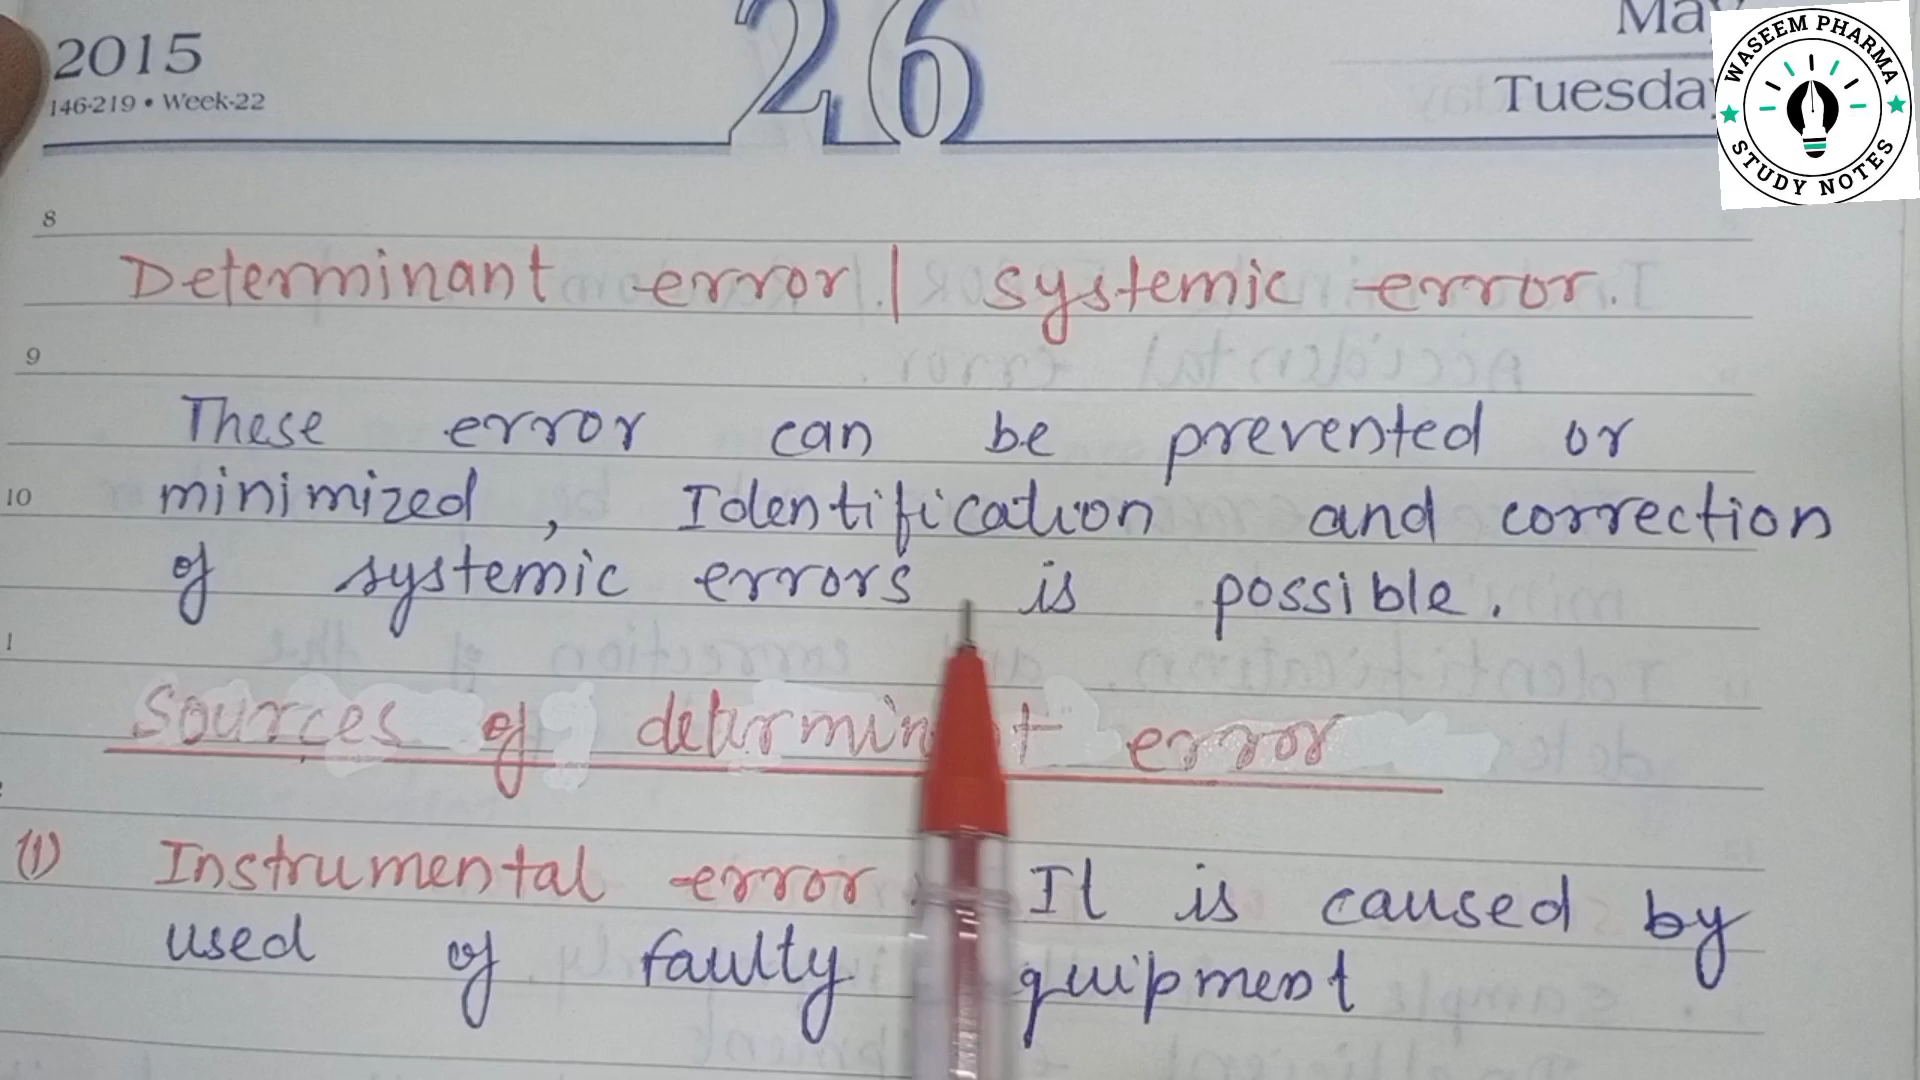 2015
146-219 • Week-22
26
Tuesda
WASEEM PHARMA
STUDY NOTES
8
Determinant error | systemic error.
9
These error can be prevented or
10
minimized, Identification and correction
of systemic errors is possible.
1
Sources of error
(1) Instrumental error It is caused by
used of faulty quipment